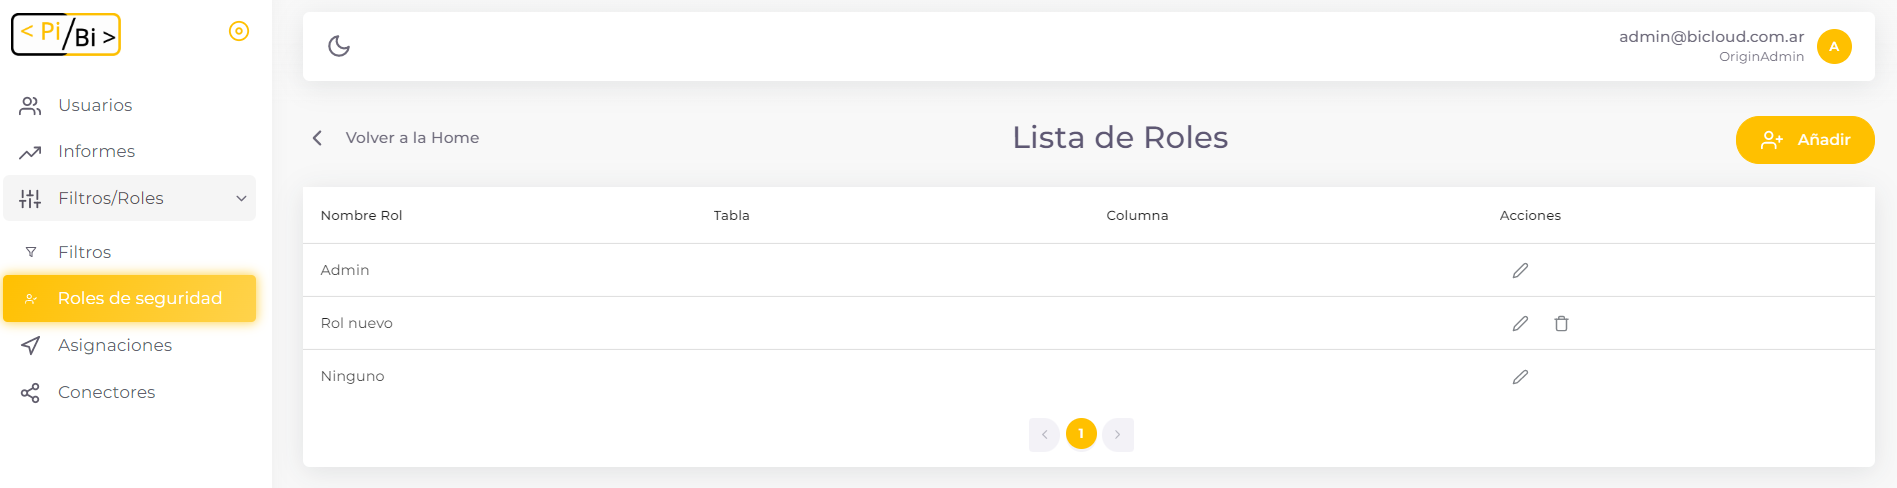 < Pi/Bi >
Usuarios
Informes
Filtros/Roles
Filtros
Roles de seguridad
Asignaciones
Conectores
admin@bicloud.com.ar
OriginAdmin
A
Volver a la Home
Lista de Roles
Añadir
Nombre Rol Tabla Columna Acciones
Admin
Rol nuevo
Ninguno
1